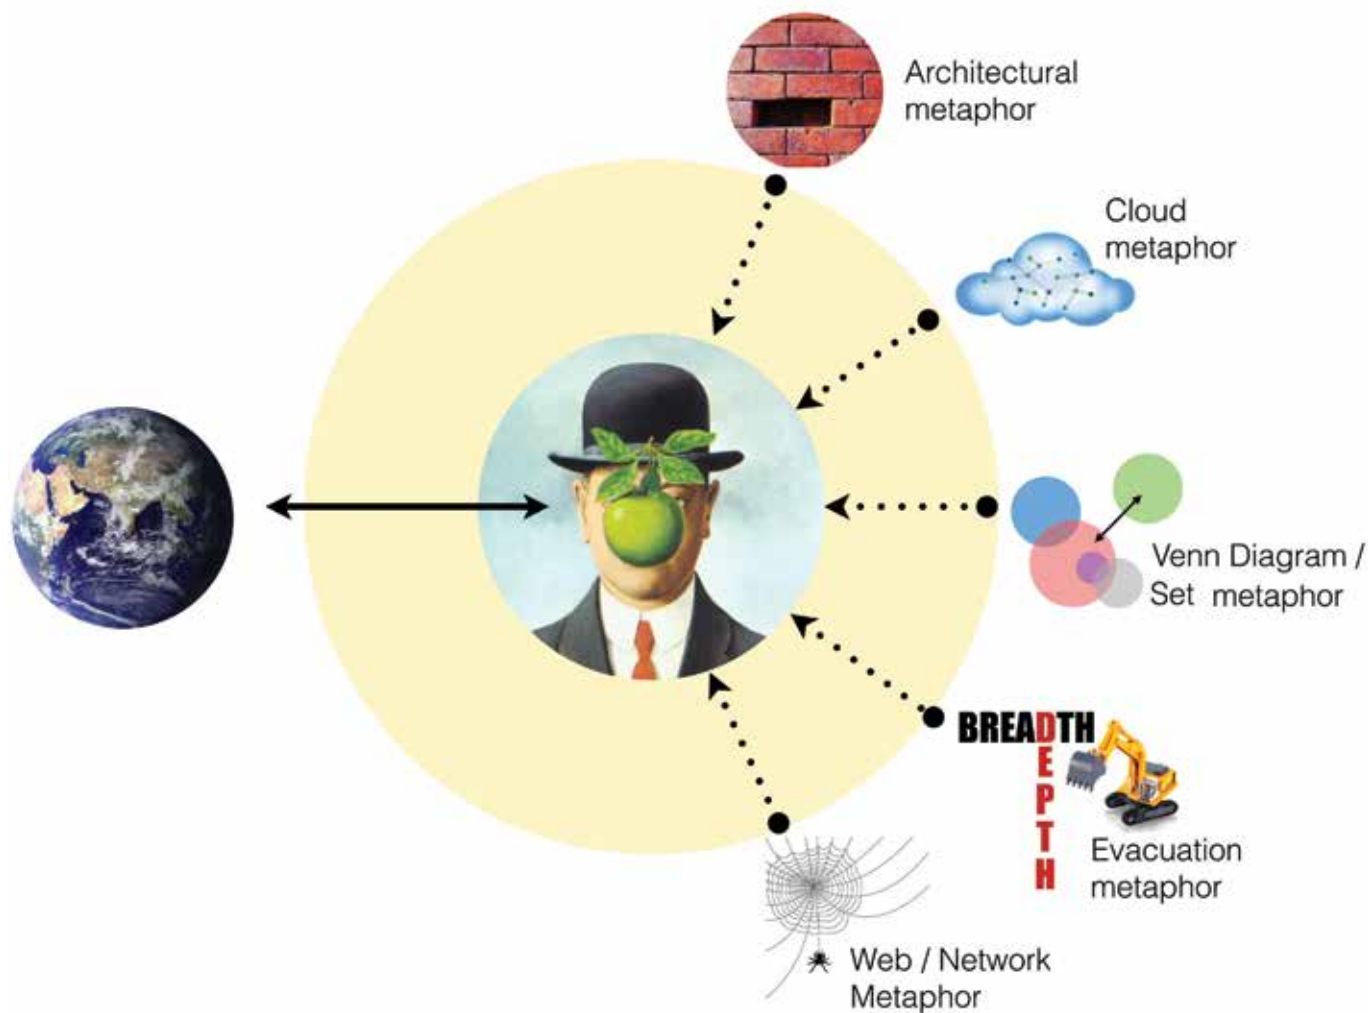 Architectural
metaphor
Cloud
metaphor
Venn Diagram /
Set metaphor
BREADTH
DEPTH
Evacuation
metaphor
Web / Network
Metaphor